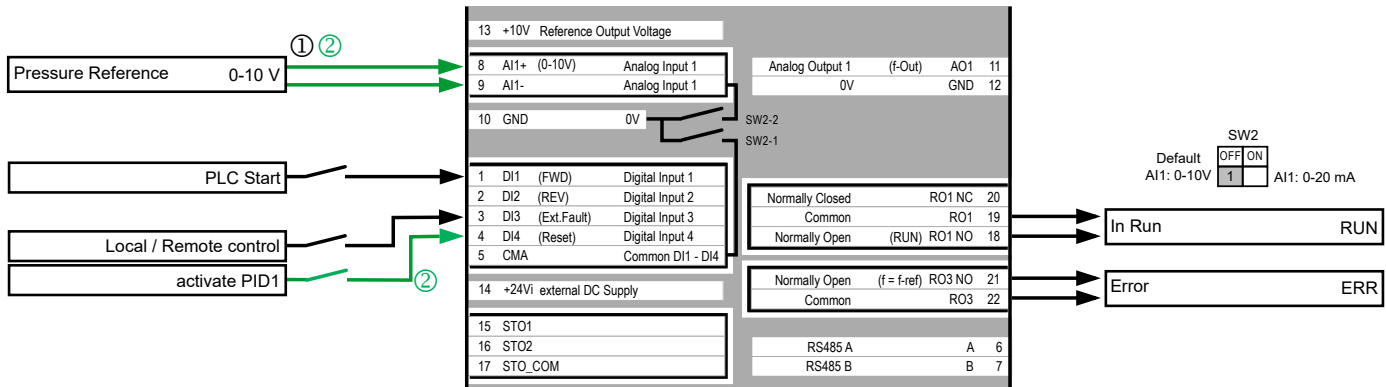 ① ②
Pressure Reference 0-10 V
PLC Start
Local / Remote control
activate PID1
②
13 +10V Reference Output Voltage
8 AI1+ (0-10V) Analog Input 1
9 AI1- Analog Input 1
10 GND 0V
SW2-2
SW2-1
1 DI1 (FWD) Digital Input 1
2 DI2 (REV) Digital Input 2
3 DI3 (Ext.Fault) Digital Input 3
4 DI4 (Reset) Digital Input 4
5 CMA Common DI1 - DI4
14 +24Vi external DC Supply
15 STO1
16 STO2
17 STO_COM
Analog Output 1 (f-Out) AO1 11
0V GND 12
Normally Closed RO1 NC 20
Common RO1 19
Normally Open (RUN) RO1 NO 18
Normally Open (f = f-ref) RO3 NO 21
Common RO3 22
RS485 A A 6
RS485 B B 7
SW2
OFF ON
Default
AI1: 0-10V 1 AI1: 0-20 mA
In Run RUN
Error ERR